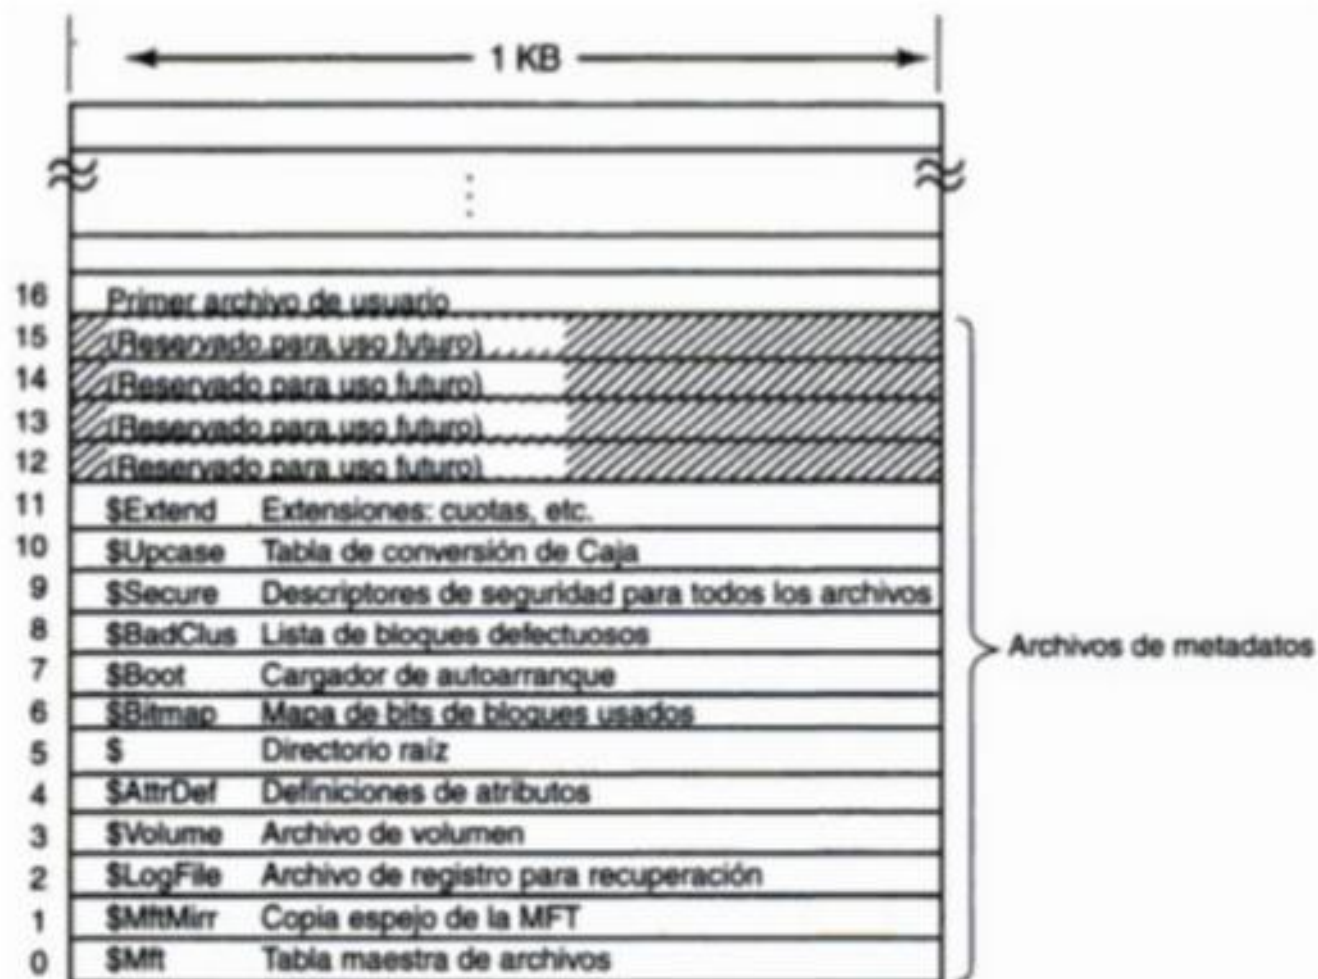 1 KB
16 Primer archivo de usuario
15 (Reservado para uso futuro)
14 (Reservado para uso futuro)
13 (Reservado para uso futuro)
12 (Reservado para uso futuro)
11 $Extend Extensiones: cuotas, etc.
10 $Upcase Tabla de conversión de Caja
9 $Secure Descriptores de seguridad para todos los archivos
8 $BadClus Lista de bloques defectuosos
Archivos de metadatos
7 $Boot Cargador de autoarranque
6 $Bitmap Mapa de bits de bloques usados
5 $ Directorio raíz
4 $AttrDef Definiciones de atributos
3 $Volume Archivo de volumen
2 $LogFile Archivo de registro para recuperación
1 $MftMirr Copia espejo de la MFT
0 $Mft Tabla maestra de archivos